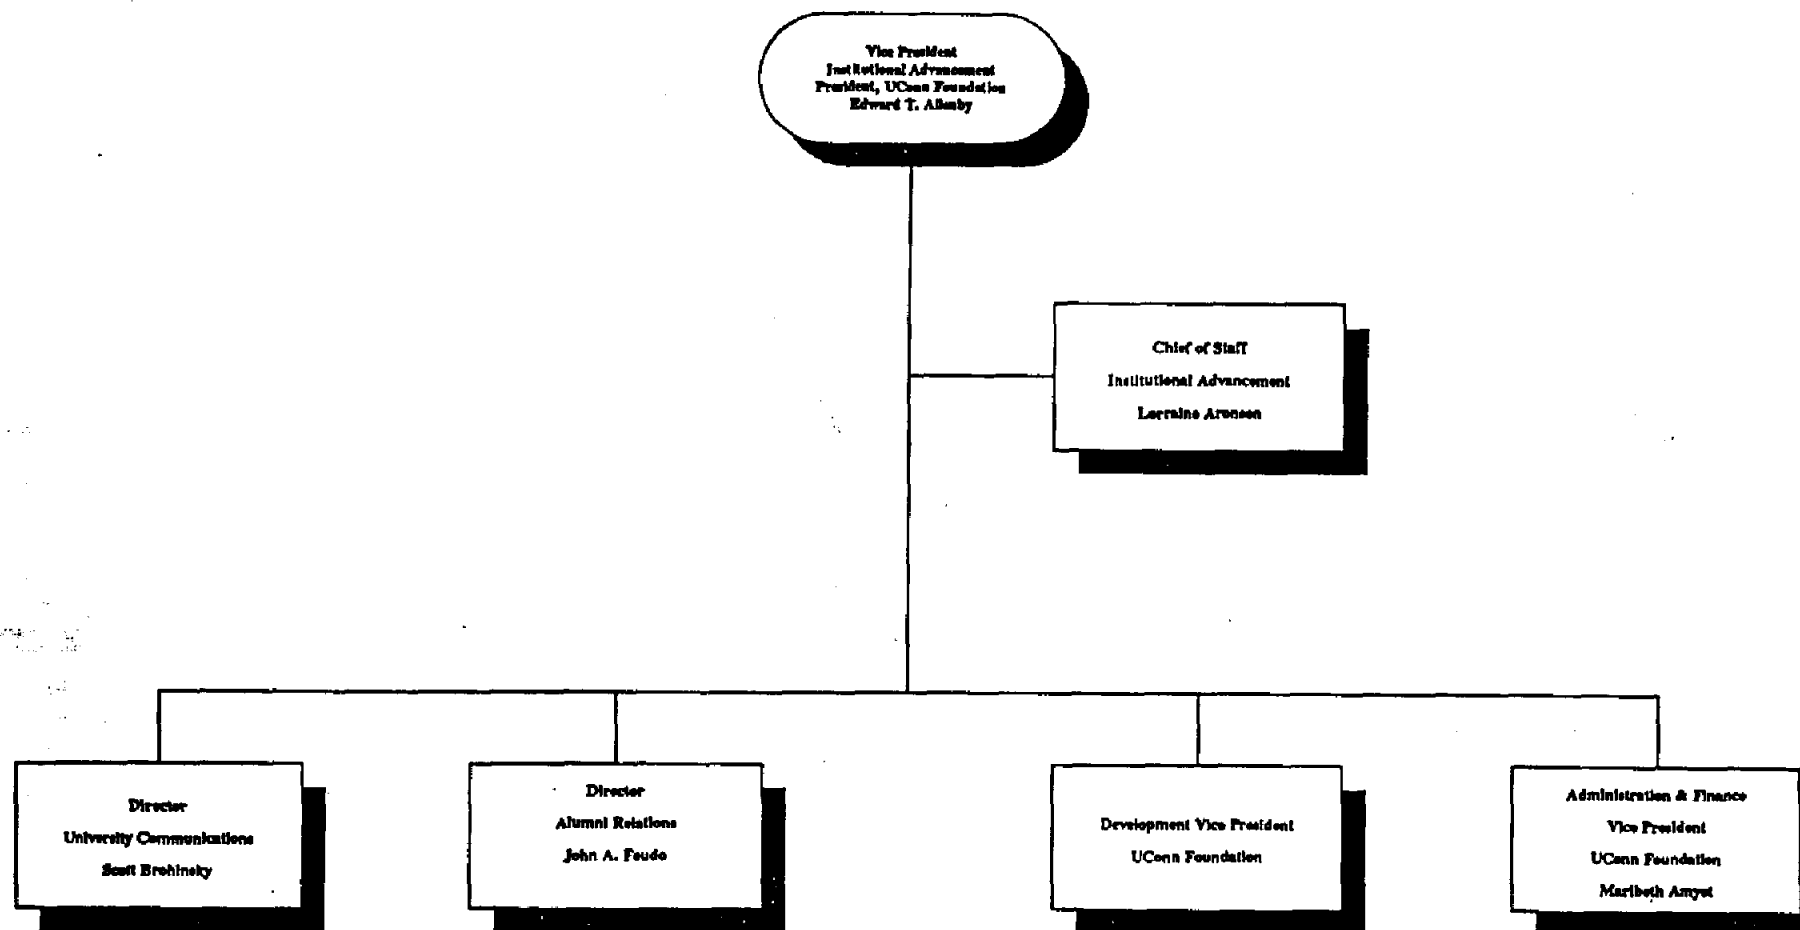 Vice President
Institutional Advancement
President, UConn Foundation
Edward T. Allenby
Chief of Staff
Institutional Advancement
Lorraine Aronson
Director
University Communications
Scott Brohinsky
Director
Alumni Relations
John A. Feudo
Development Vice President
UConn Foundation
Administration & Finance
Vice President
UConn Foundation
Maribeth Amyot